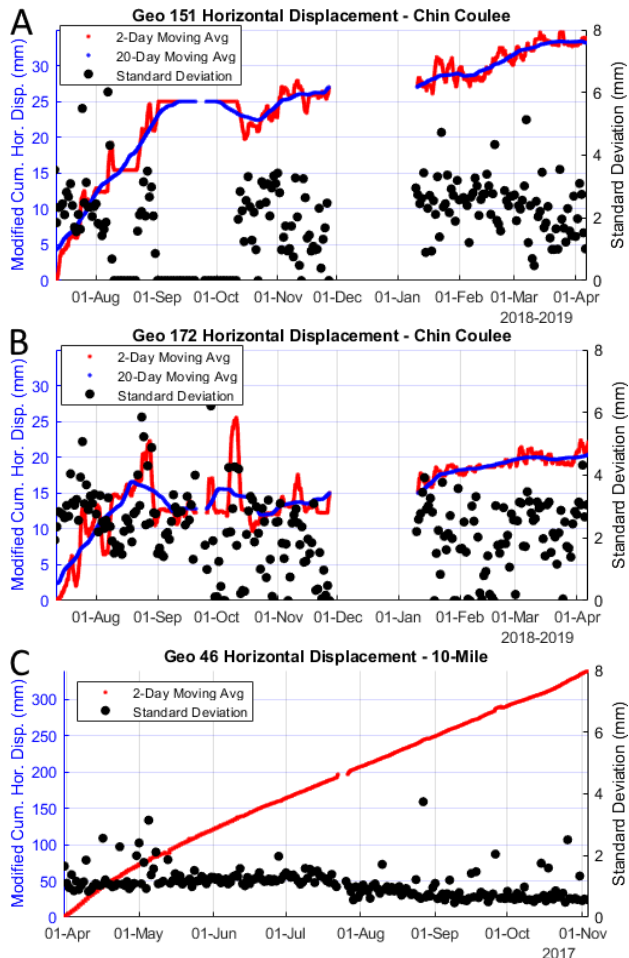 A
Geo 151 Horizontal Displacement - Chin Coulee
2-Day Moving Avg
20-Day Moving Avg
Standard Deviation
Modified Cum. Hor. Disp. (mm)
35
30
25
20
15
10
5
0
8
6
4
2
0
Standard Deviation (mm)
01-Aug 01-Sep 01-Oct 01-Nov 01-Dec 01-Jan 01-Feb 01-Mar 01-Apr
2018-2019
B
Geo 172 Horizontal Displacement - Chin Coulee
2-Day Moving Avg
20-Day Moving Avg
Standard Deviation
Modified Cum. Hor. Disp. (mm)
35
30
25
20
15
10
5
0
8
6
4
2
0
Standard Deviation (mm)
01-Aug 01-Sep 01-Oct 01-Nov 01-Dec 01-Jan 01-Feb 01-Mar 01-Apr
2018-2019
C
Geo 46 Horizontal Displacement - 10-Mile
2-Day Moving Avg
Standard Deviation
Modified Cum. Hor. Disp. (mm)
300
250
200
150
100
50
0
8
6
4
2
0
Standard Deviation (mm)
01-Apr 01-May 01-Jun 01-Jul 01-Aug 01-Sep 01-Oct 01-Nov
2017